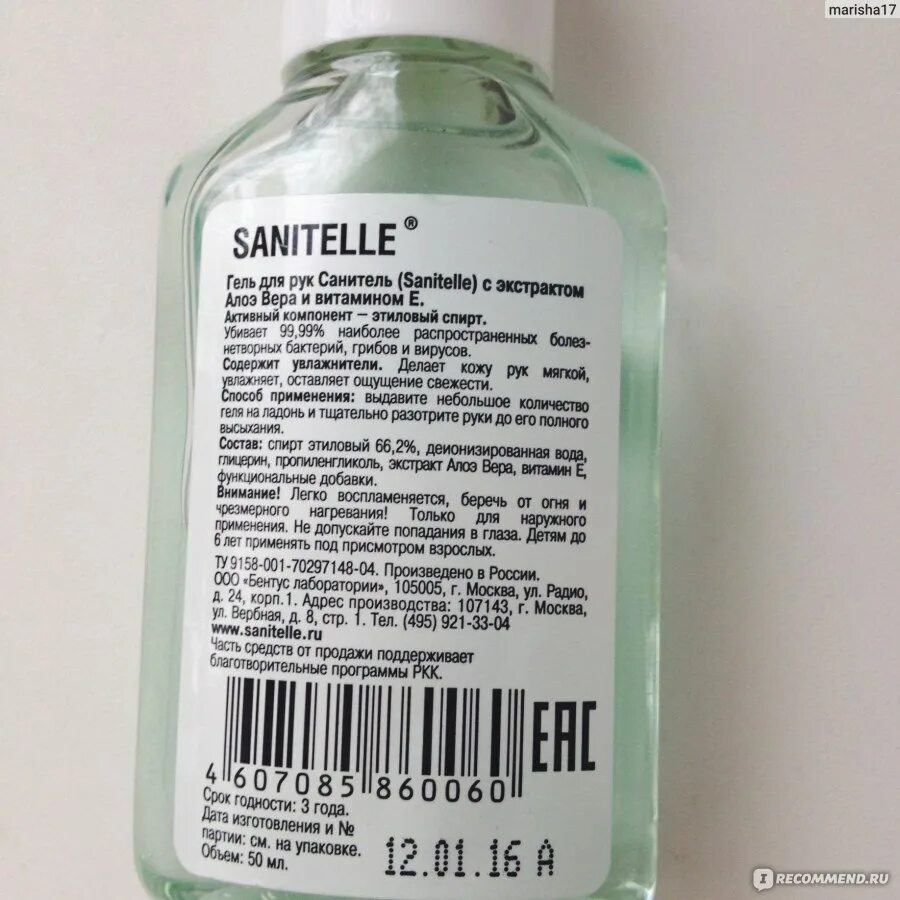 marisha17
SANITELLE®
Гель для рук Санитель (Sanitelle) с экстрактом
Алоэ Вера и витамином Е.
Активный компонент – этиловый спирт.
Убивает 99,99% наиболее распространенных болез-
нетворных бактерий, грибов и вирусов.
Содержит увлажнители. Делает кожу рук мягкой,
увлажняет, оставляет ощущение свежести.
Способ применения: выдавите небольшое количество
геля на ладонь и тщательно разотрите руки до его полного
высыхания.
Состав: спирт этиловый 66,2%, деионизированная вода,
глицерин, пропиленгликоль, экстракт Алоэ Вера, витамин Е,
функциональные добавки.
Внимание! Легко воспламеняется, беречь от огня и
чрезмерного нагревания! Только для наружного
применения. Не допускайте попадания в глаза. Детям до
6 лет применять под присмотром взрослых.
ТУ 9158-001-70297148-04. Произведено в России.
ООО «Бентус лаборатории», 105005, г. Москва, ул. Радио,
д. 24, корп.1. Адрес производства: 107143, г. Москва,
ул. Вербная, д. 8, стр. 1. Тел. (495) 921-33-04
www.sanitelle.ru
Часть средств от продажи поддерживает
благотворительные программы РКК.
EAC
4 607085 860060
Срок годности: 3 года.
Дата изготовления и №
партии: см. на упаковке.
Объем: 50 мл.
12.01.16 А
IRECOMMEND.RU